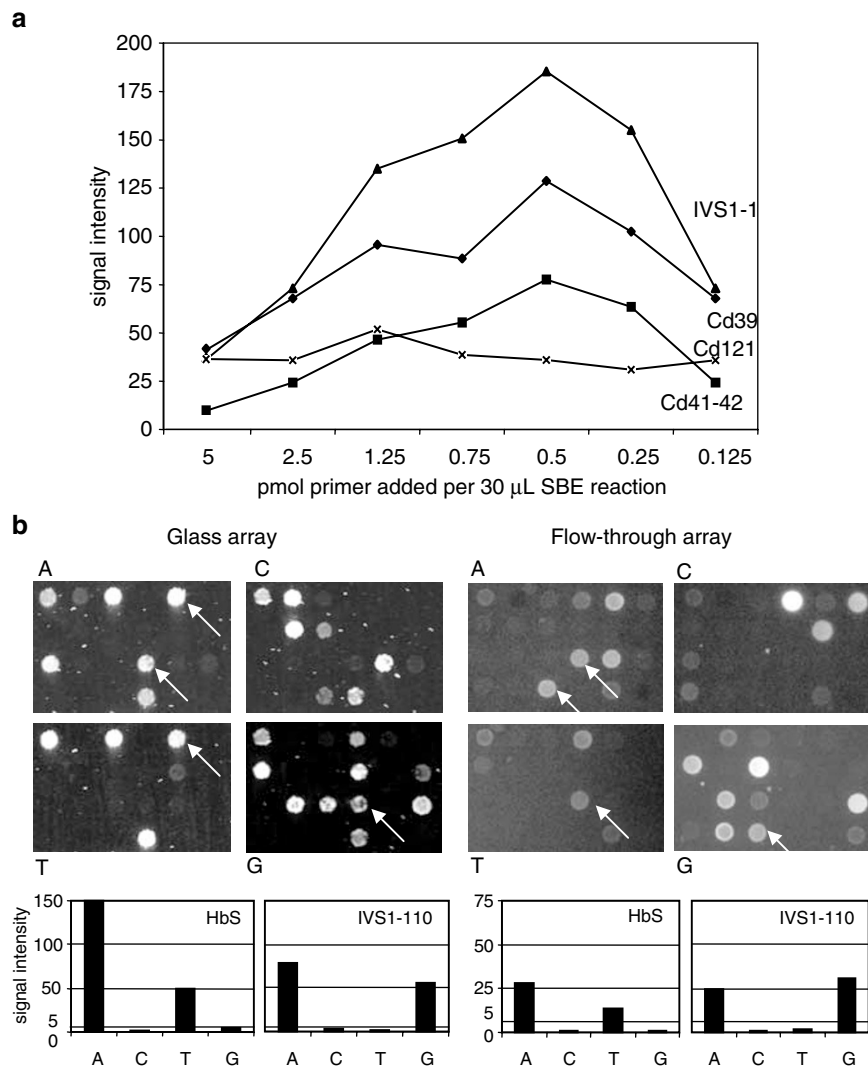 a
200
175
150
125
100
75
50
25
0
signal intensity
IVS1-1
Cd39
Cd121
Cd41-42
5 2.5 1.25 0.75 0.5 0.25 0.125
pmol primer added per 30 µL SBE reaction
b
Glass array Flow-through array
A C A C
T G T G
signal intensity
150
100
50
5
0
HbS
A C T G
IVS1-110
A C T G
75
50
25
5
0
HbS
A C T G
IVS1-110
A C T G